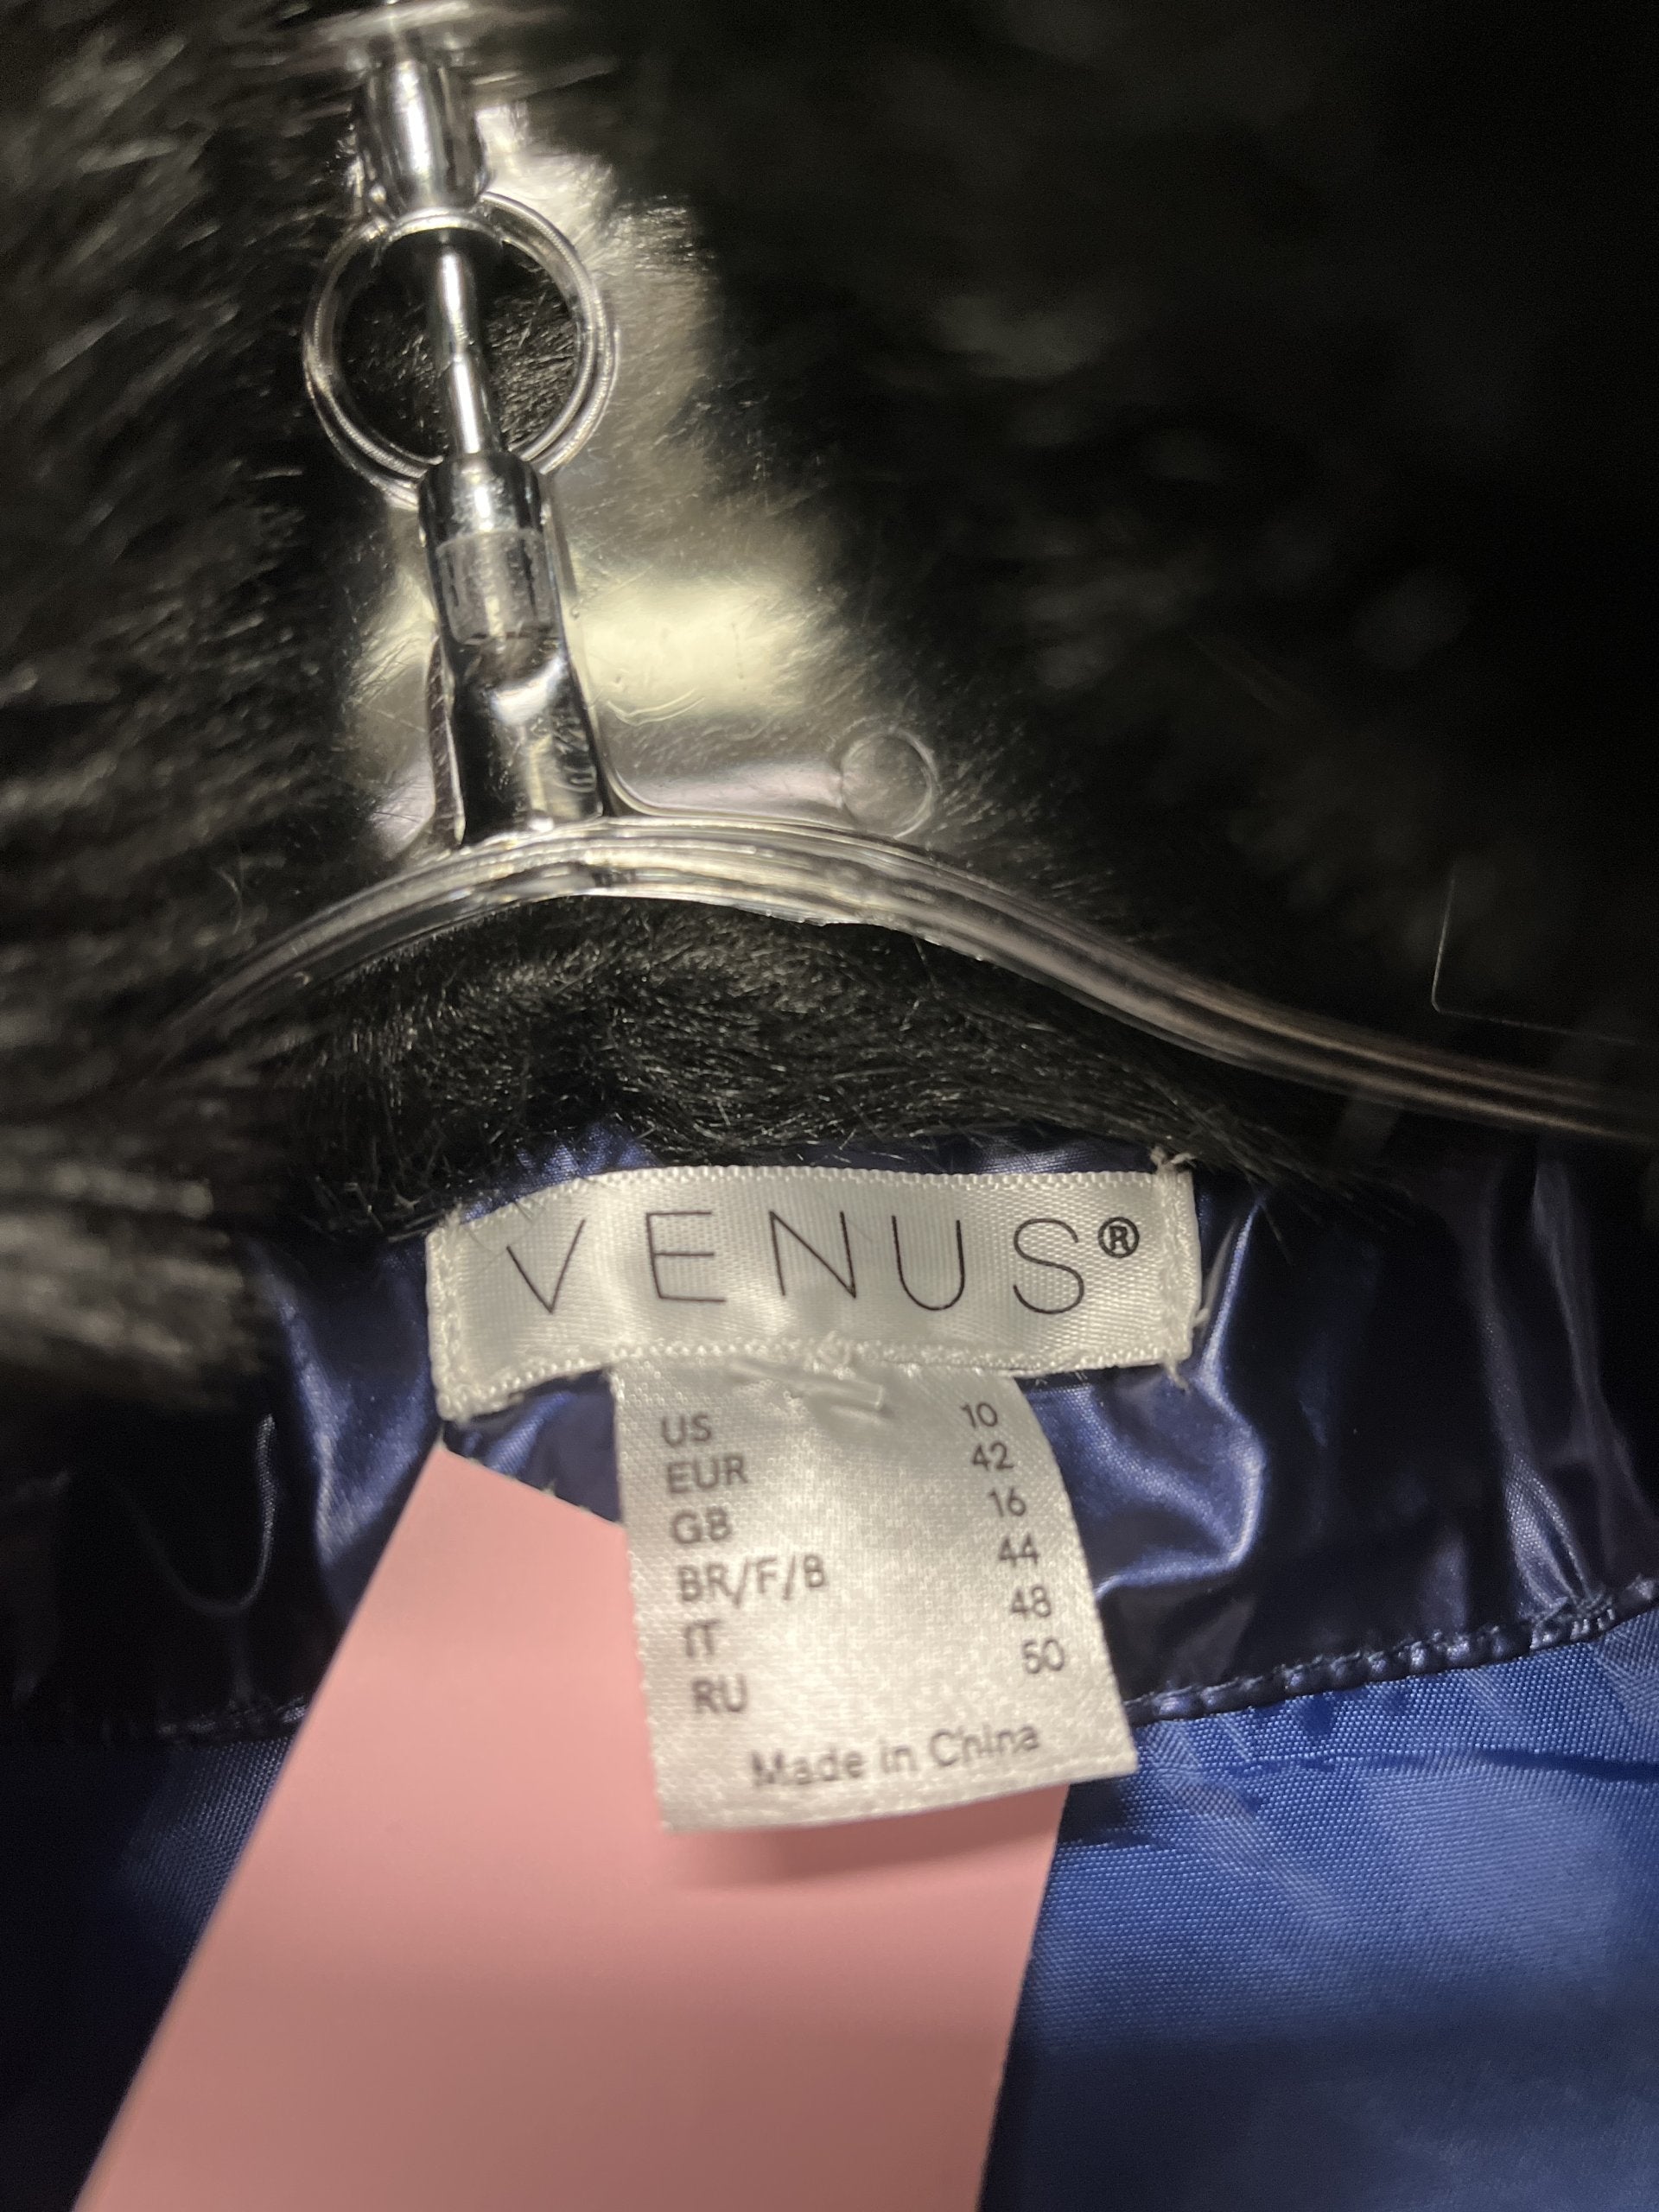 VENUS®
US 10
EUR 42
GB 16
BR/F/B 44
IT 48
RU 50
Made in China